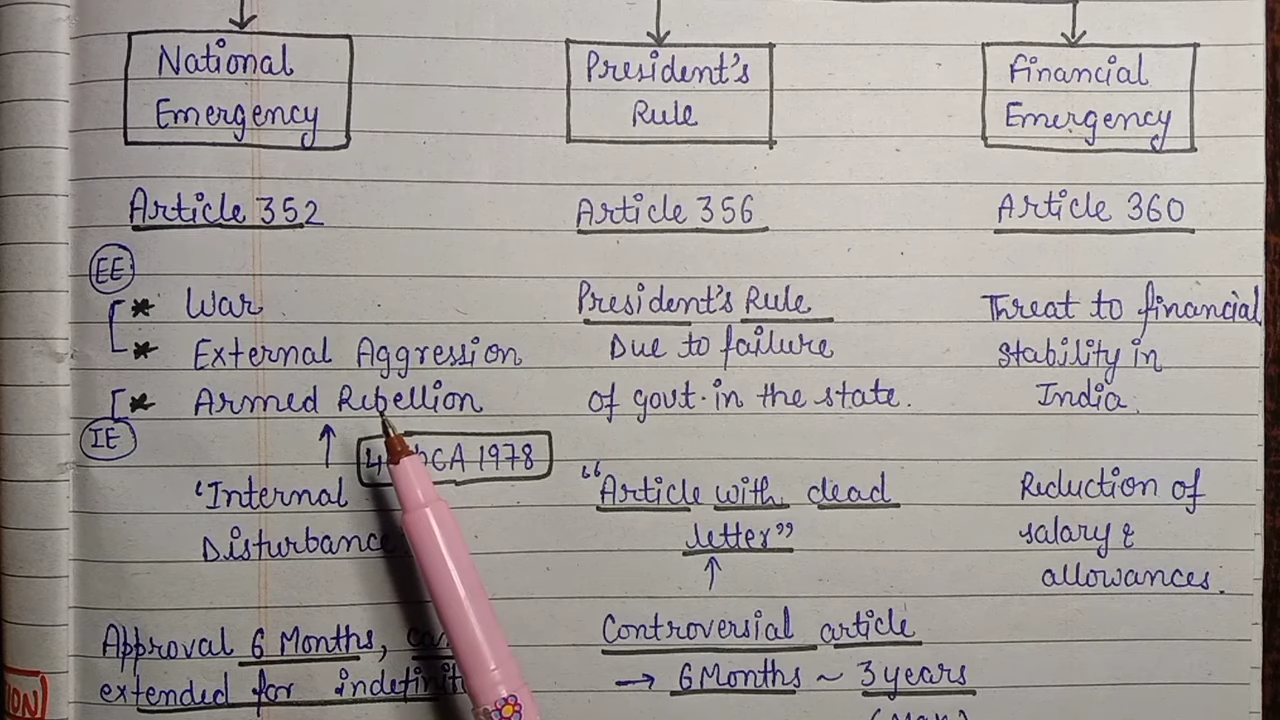 National
Emergency
Article 352
EE
* War
* External Aggression
* Armed Rebellion
IE
↑
CA 1978
'Internal
Disturbance
Approval 6 Months,
extended for
President's
Rule
Article 356
President's Rule
Due to failure
of govt. in the state.
"Article with dead
letter"
↑
Controversial article
→ 6 Months ~ 3 years
Financial
Emergency
Article 360
Threat to financial
stability in
India.
Reduction of
salary &
allowances.